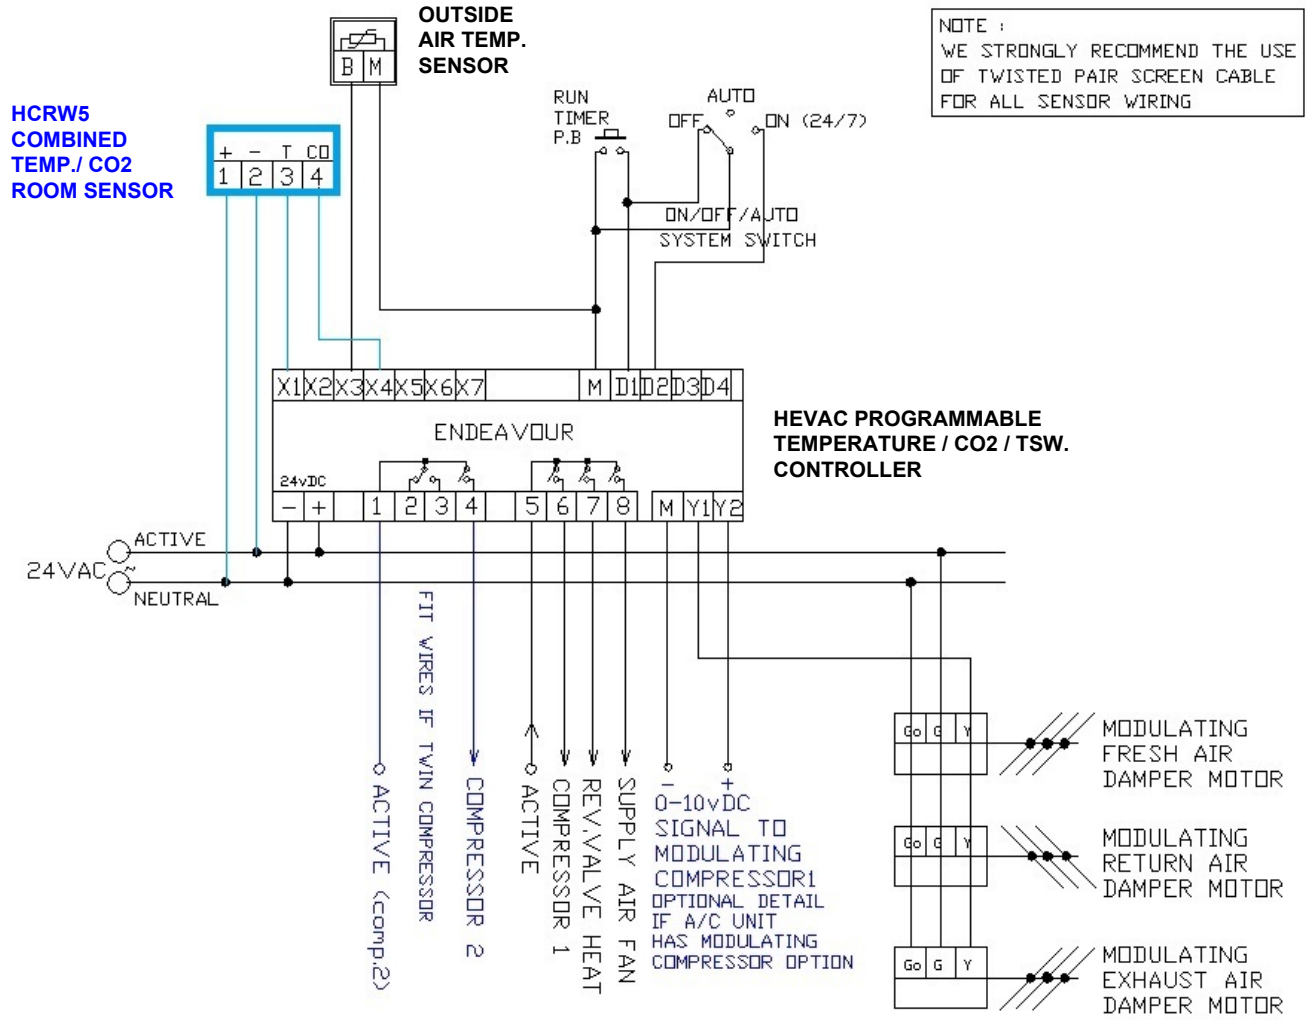 OUTSIDE
AIR TEMP.
SENSOR
B M
NOTE :
WE STRONGLY RECOMMEND THE USE
OF TWISTED PAIR SCREEN CABLE
FOR ALL SENSOR WIRING
HCRW5
COMBINED
TEMP./ CO2
ROOM SENSOR
+ - T CO
1 2 3 4
RUN
TIMER
P.B
AUTO
OFF
ON (24/7)
ON/OFF/AUTO
SYSTEM SWITCH
X1 X2 X3 X4 X5 X6 X7 M D1 D2 D3 D4
ENDEAVOUR
24vDC
- + 1 2 3 4 5 6 7 8 M Y1 Y2
HEVAC PROGRAMMABLE
TEMPERATURE / CO2 / TSW.
CONTROLLER
ACTIVE
24VAC ~
NEUTRAL
ACTIVE (comp.2)
FIT WIRES IF TWIN COMPRESSOR
COMPRESSOR 2
ACTIVE
COMPRESSOR 1
REV.VALVE HEAT
SUPPLY AIR FAN
- +
0-10vDC
SIGNAL TO
MODULATING
COMPRESSOR1
OPTIONAL DETAIL
IF A/C UNIT
HAS MODULATING
COMPRESSOR OPTION
Go G Y
MODULATING
FRESH AIR
DAMPER MOTOR
Go G Y
MODULATING
RETURN AIR
DAMPER MOTOR
Go G Y
MODULATING
EXHAUST AIR
DAMPER MOTOR